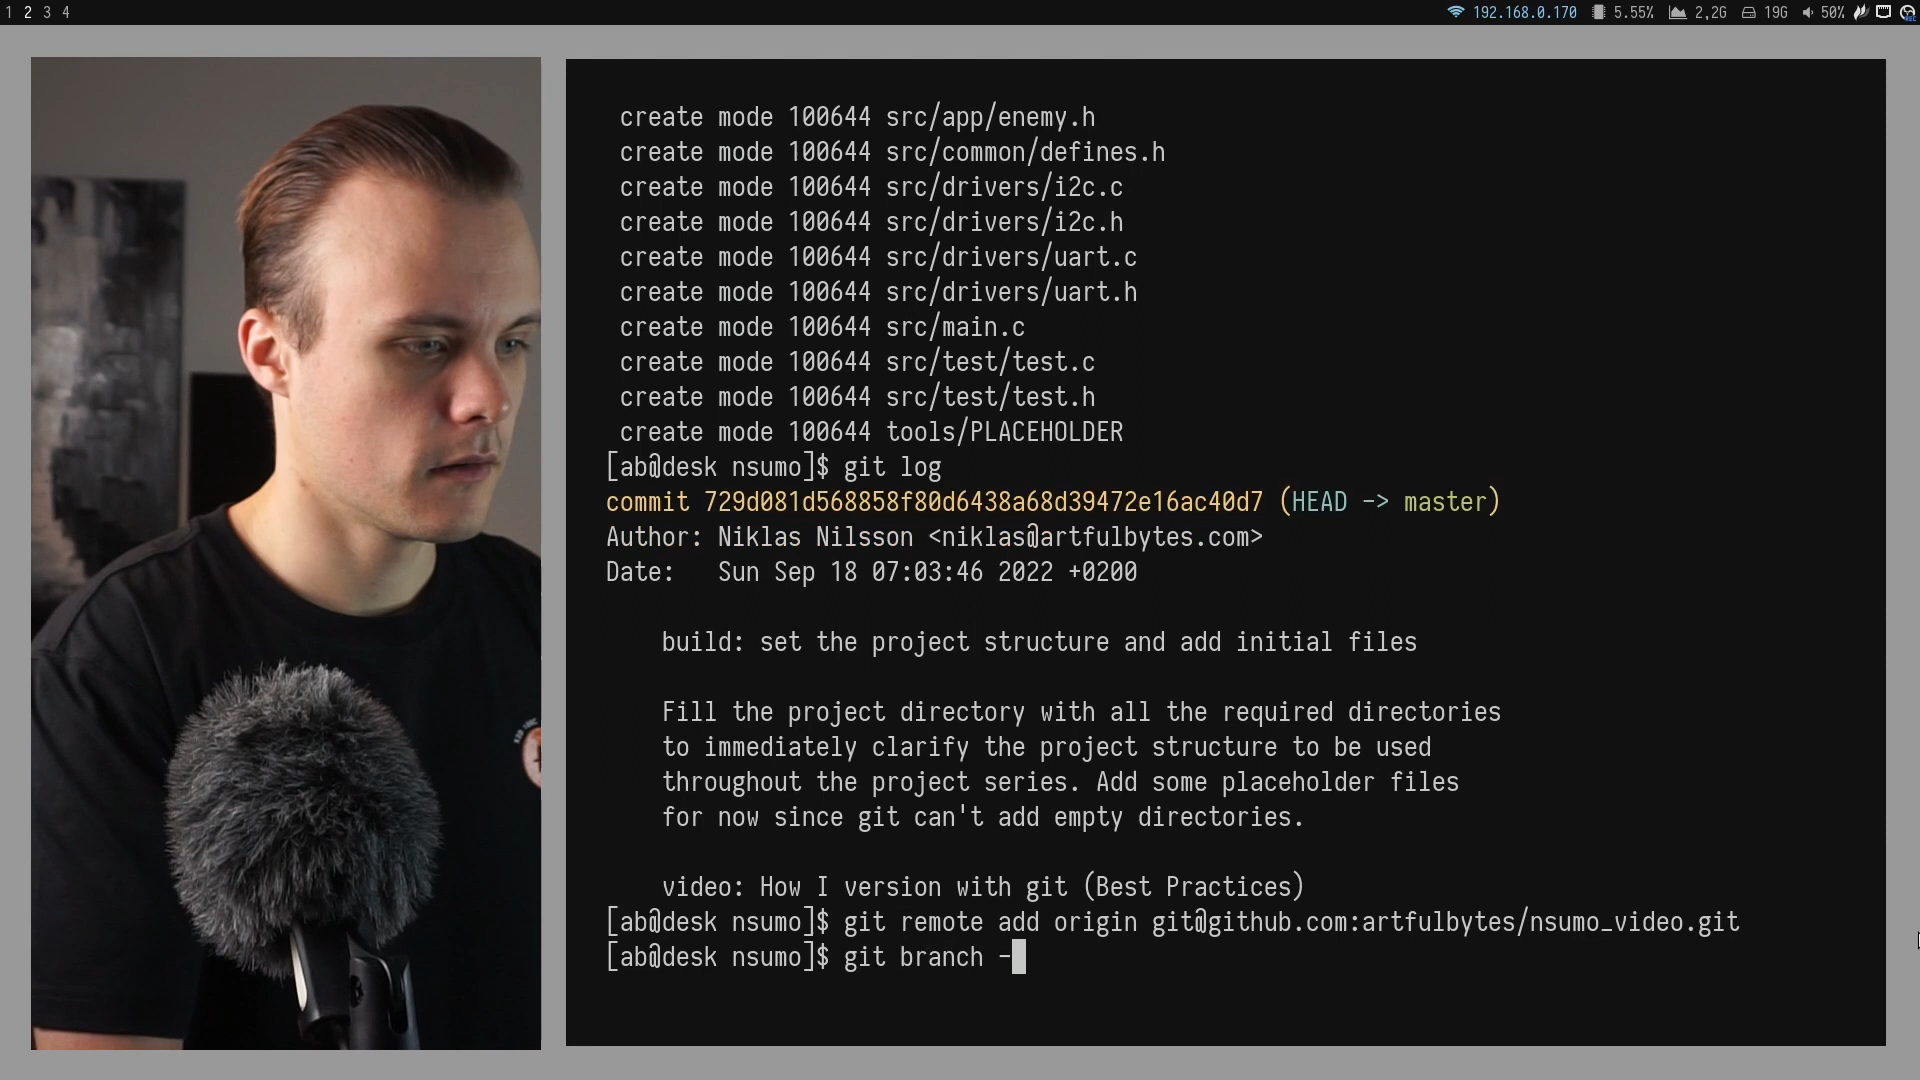 1 2 3 4
192.168.0.170 5.55% 2,2G 19G 50%
create mode 100644 src/app/enemy.h
create mode 100644 src/common/defines.h
create mode 100644 src/drivers/i2c.c
create mode 100644 src/drivers/i2c.h
create mode 100644 src/drivers/uart.c
create mode 100644 src/drivers/uart.h
create mode 100644 src/main.c
create mode 100644 src/test/test.c
create mode 100644 src/test/test.h
create mode 100644 tools/PLACEHOLDER
[ab@desk nsumo]$ git log
commit 729d081d568858f80d6438a68d39472e16ac40d7 (HEAD -> master)
Author: Niklas Nilsson <niklas@artfulbytes.com>
Date:   Sun Sep 18 07:03:46 2022 +0200
build: set the project structure and add initial files
Fill the project directory with all the required directories
to immediately clarify the project structure to be used
throughout the project series. Add some placeholder files
for now since git can't add empty directories.
video: How I version with git (Best Practices)
[ab@desk nsumo]$ git remote add origin git@github.com:artfulbytes/nsumo_video.git
[ab@desk nsumo]$ git branch -